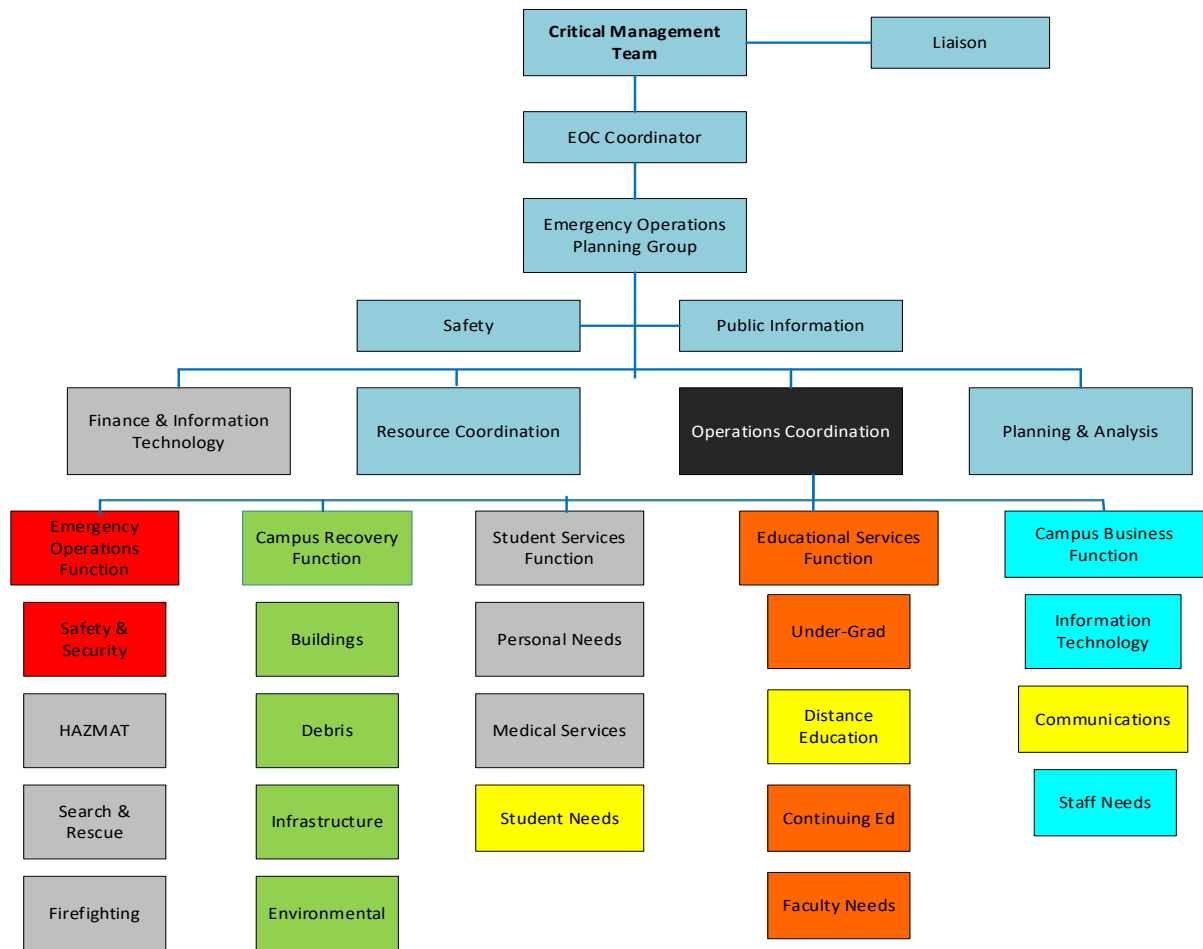 Critical Management
Team
Liaison
EOC Coordinator
Emergency Operations
Planning Group
Safety
Public Information
Finance & Information
Technology
Resource Coordination
Operations Coordination
Planning & Analysis
Emergency
Operations
Function
Campus Recovery
Function
Student Services
Function
Educational Services
Function
Campus Business
Function
Safety &
Security
Buildings
Personal Needs
Under-Grad
Information
Technology
HAZMAT
Debris
Medical Services
Distance
Education
Communications
Search &
Rescue
Infrastructure
Student Needs
Continuing Ed
Staff Needs
Firefighting
Environmental
Faculty Needs